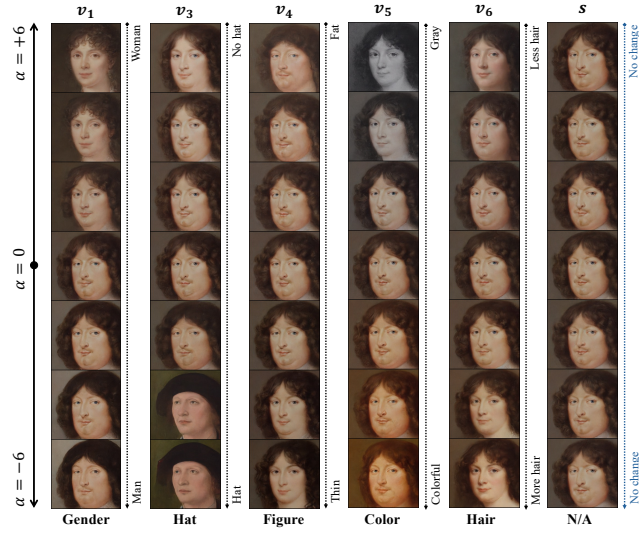 v₁ v₃ v₄ v₅ v₆ s
α = +6
α = 0
α = −6
Woman
Man
No hat
Hat
Fat
Thin
Gray
Colorful
Less hair
More hair
No change
No change
Gender Hat Figure Color Hair N/A